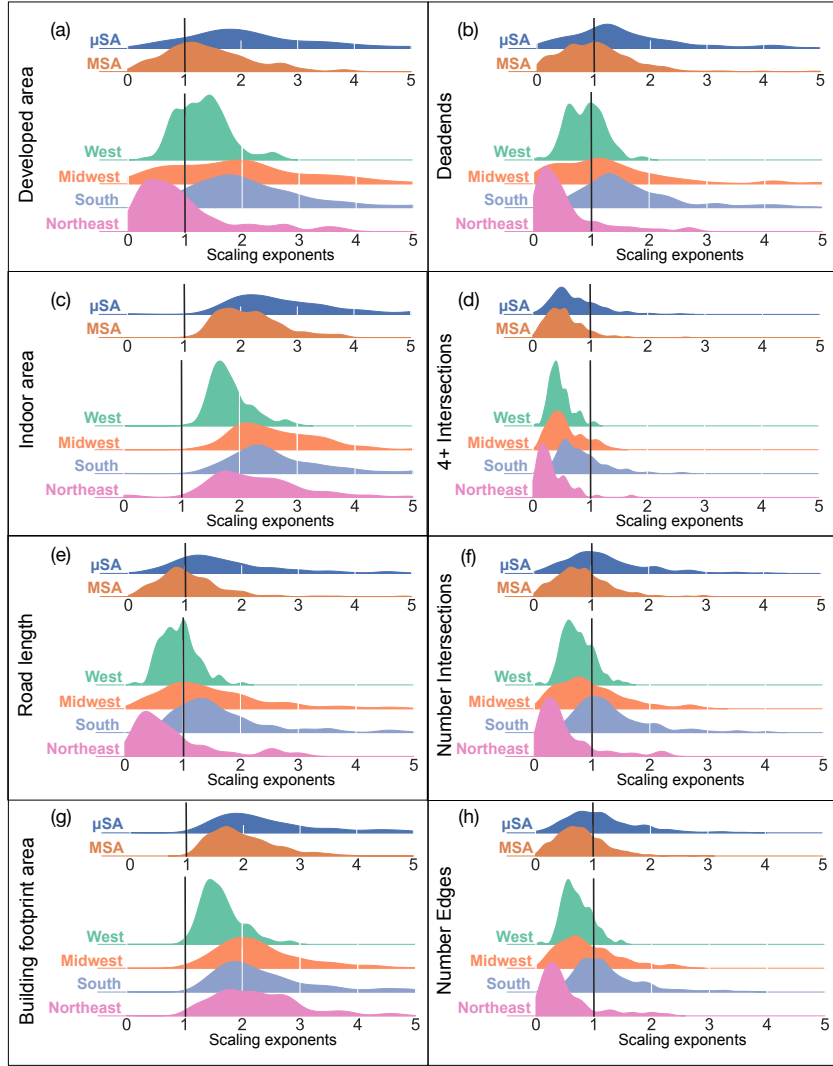 (a)
µSA
MSA
0 1 2 3 4 5
Developed area
West
Midwest
South
Northeast
0 1 2 3 4 5
Scaling exponents
(b)
µSA
MSA
0 1 2 3 4 5
Deadends
West
Midwest
South
Northeast
0 1 2 3 4 5
Scaling exponents
(c)
µSA
MSA
0 1 2 3 4 5
Indoor area
West
Midwest
South
Northeast
0 1 2 3 4 5
Scaling exponents
(d)
µSA
MSA
0 1 2 3 4 5
4+ Intersections
West
Midwest
South
Northeast
0 1 2 3 4 5
Scaling exponents
(e)
µSA
MSA
0 1 2 3 4 5
Road length
West
Midwest
South
Northeast
0 1 2 3 4 5
Scaling exponents
(f)
µSA
MSA
0 1 2 3 4 5
Number Intersections
West
Midwest
South
Northeast
0 1 2 3 4 5
Scaling exponents
(g)
µSA
MSA
0 1 2 3 4 5
Building footprint area
West
Midwest
South
Northeast
0 1 2 3 4 5
Scaling exponents
(h)
µSA
MSA
0 1 2 3 4 5
Number Edges
West
Midwest
South
Northeast
0 1 2 3 4 5
Scaling exponents